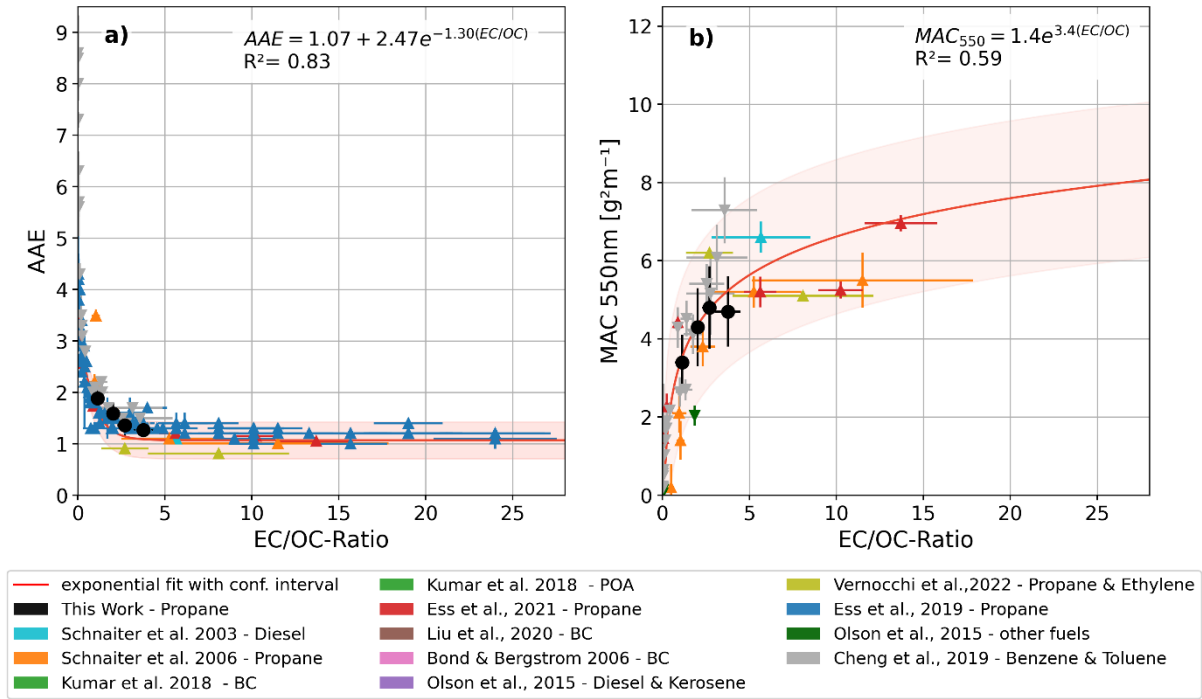 a)
AAE = 1.07 + 2.47e^{-1.30(EC/OC)}
R²= 0.83
9
8
7
6
5
4
3
2
1
0
AAE
0 5 10 15 20 25
EC/OC-Ratio
b)
MAC_{550} = 1.4e^{3.4(EC/OC)}
R²= 0.59
12
10
8
6
4
2
0
MAC 550nm [g²m⁻¹]
0 5 10 15 20 25
EC/OC-Ratio
exponential fit with conf. interval
This Work - Propane
Schnaiter et al. 2003 - Diesel
Schnaiter et al. 2006 - Propane
Kumar et al. 2018 - BC
Kumar et al. 2018 - POA
Ess et al., 2021 - Propane
Liu et al., 2020 - BC
Bond & Bergstrom 2006 - BC
Olson et al., 2015 - Diesel & Kerosene
Vernocchi et al.,2022 - Propane & Ethylene
Ess et al., 2019 - Propane
Olson et al., 2015 - other fuels
Cheng et al., 2019 - Benzene & Toluene